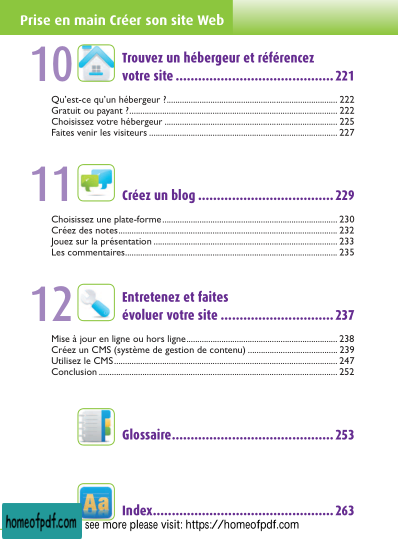 Prise en main Créer son site Web
10
Trouvez un hébergeur et référencez
votre site ............................................ 221
Qu'est-ce qu'un hébergeur ?.................................................................. 222
Gratuit ou payant ?................................................................................ 222
Choisissez votre hébergeur .................................................................. 225
Faites venir les visiteurs ........................................................................ 227
11
Créez un blog ..................................... 229
Choisissez une plate-forme.................................................................... 230
Créez des notes...................................................................................... 232
Jouez sur la présentation ...................................................................... 233
Les commentaires.................................................................................. 235
12
Entretenez et faites
évoluer votre site ............................... 237
Mise à jour en ligne ou hors ligne.......................................................... 238
Créez un CMS (système de gestion de contenu) .................................. 239
Utilisez le CMS...................................................................................... 247
Conclusion ............................................................................................ 252
Glossaire............................................ 253
Aa
Index................................................. 263
homeofpdf.com
see more please visit: https://homeofpdf.com